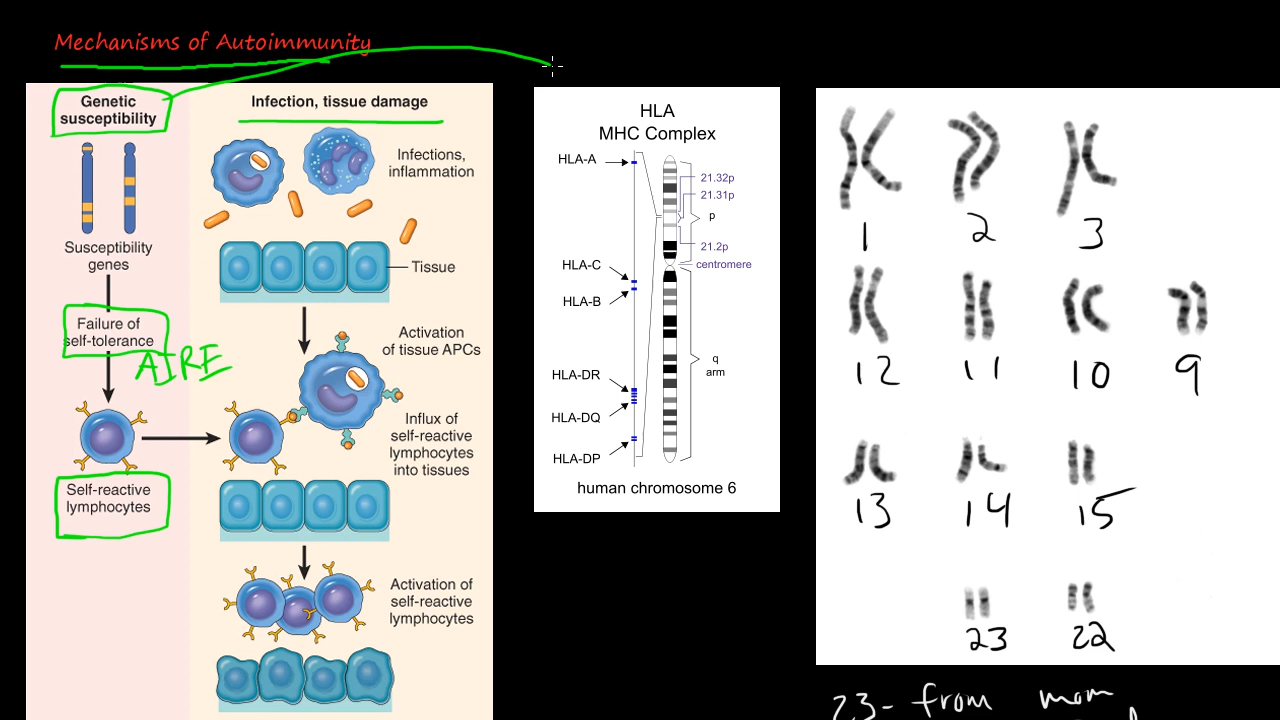 Mechanisms of Autoimmunity
Genetic
susceptibility
Susceptibility
genes
Failure of
self-tolerance
AIRE
Self-reactive
lymphocytes
Infection, tissue damage
Infections,
inflammation
Tissue
Activation
of tissue APCs
Influx of
self-reactive
lymphocytes
into tissues
Activation of
self-reactive
lymphocytes
HLA
MHC Complex
HLA-A
HLA-C
HLA-B
HLA-DR
HLA-DQ
HLA-DP
21.32p
21.31p
p
21.2p
centromere
q
arm
human chromosome 6
1 2 3
12 11 10 9
13 14 15
23 22
23- from mom